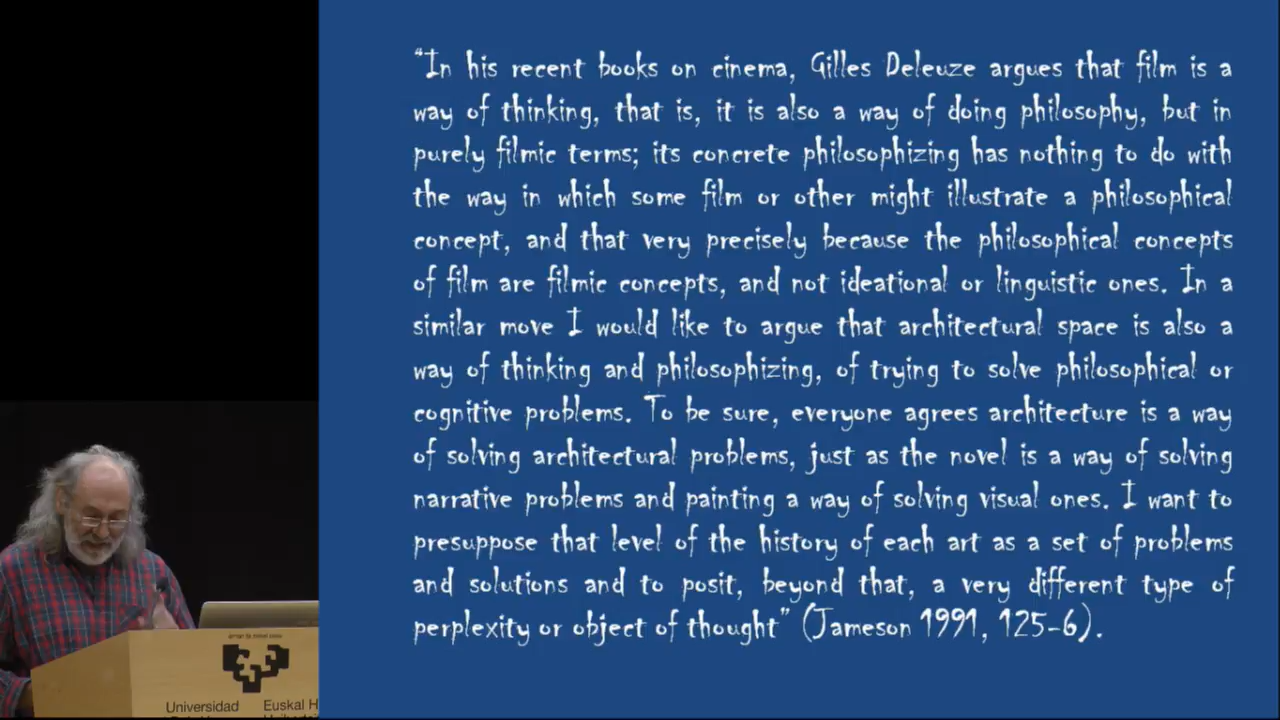 “In his recent books on cinema, Gilles Deleuze argues that film is a
way of thinking, that is, it is also a way of doing philosophy, but in
purely filmic terms; its concrete philosophizing has nothing to do with
the way in which some film or other might illustrate a philosophical
concept, and that very precisely because the philosophical concepts
of film are filmic concepts, and not ideational or linguistic ones. In a
similar move I would like to argue that architectural space is also a
way of thinking and philosophizing, of trying to solve philosophical or
cognitive problems. To be sure, everyone agrees architecture is a way
of solving architectural problems, just as the novel is a way of solving
narrative problems and painting a way of solving visual ones. I want to
presuppose that level of the history of each art as a set of problems
and solutions and to posit, beyond that, a very different type of
perplexity or object of thought” (Jameson 1991, 125-6).
Universidad Euskal H